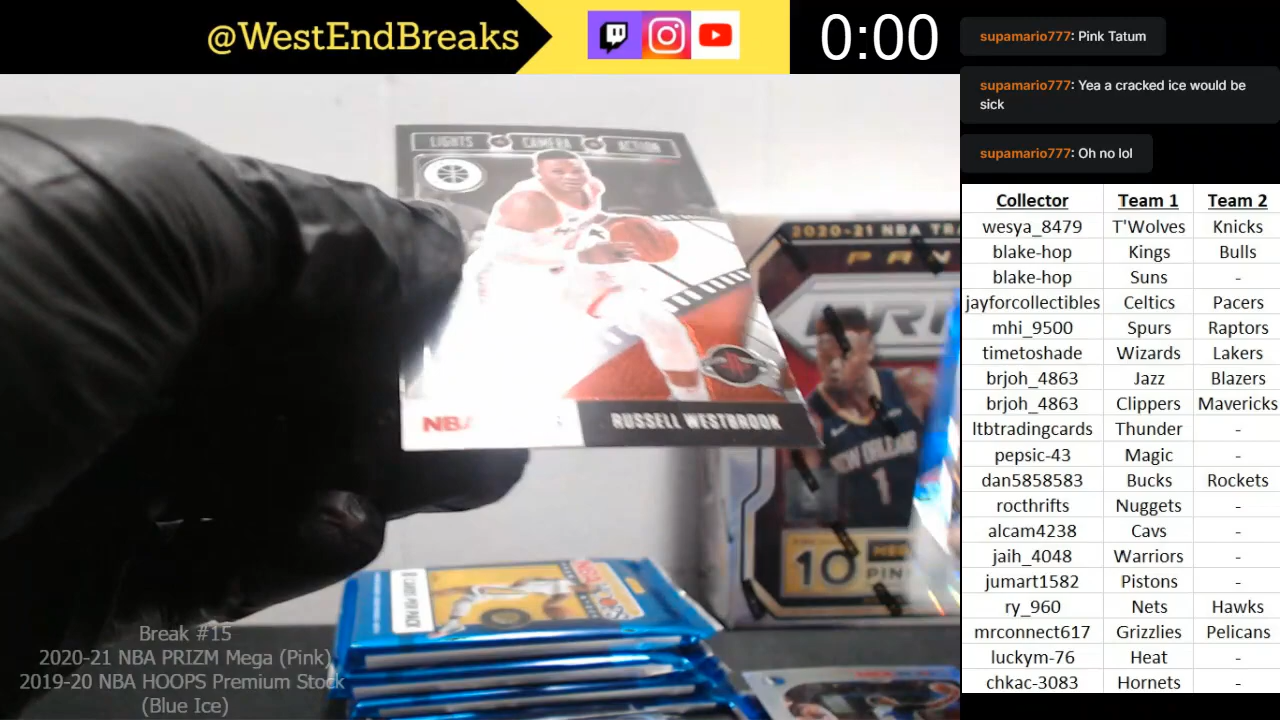 @WestEndBreaks
0:00
supamario777: Pink Tatum
supamario777: Yea a cracked ice would be
sick
supamario777: Oh no lol
Collector Team 1 Team 2
wesya_8479 T'Wolves Knicks
blake-hop Kings Bulls
blake-hop Suns -
jayforcollectibles Celtics Pacers
mhi_9500 Spurs Raptors
timetoshade Wizards Lakers
brjoh_4863 Jazz Blazers
brjoh_4863 Clippers Mavericks
ltbtradingcards Thunder -
pepsic-43 Magic -
dan5858583 Bucks Rockets
rocthrifts Nuggets -
alcam4238 Cavs -
jaih_4048 Warriors -
jumart1582 Pistons -
ry_960 Nets Hawks
mrconnect617 Grizzlies Pelicans
luckym-76 Heat -
chkac-3083 Hornets -
LIGHTS CAMERA ACTION
NBA
RUSSELL WESTBROOK
2020-21 NBA
NEW ORLEANS
1
10
Break #15
2020-21 NBA PRIZM Mega (Pink)
2019-20 NBA HOOPS Premium Stock
(Blue Ice)